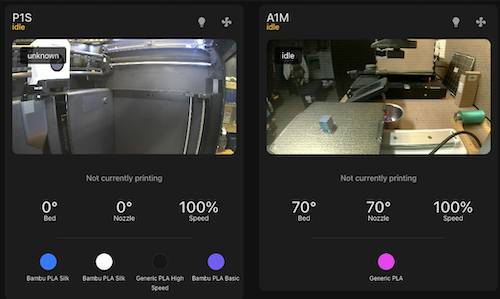 P1S
idle
unknown
Not currently printing
0°
Bed
0°
Nozzle
100%
Speed
Bambu PLA Silk
Bambu PLA Silk
Generic PLA High
Speed
Bambu PLA Basic
A1M
idle
idle
Not currently printing
70°
Bed
70°
Nozzle
100%
Speed
Generic PLA